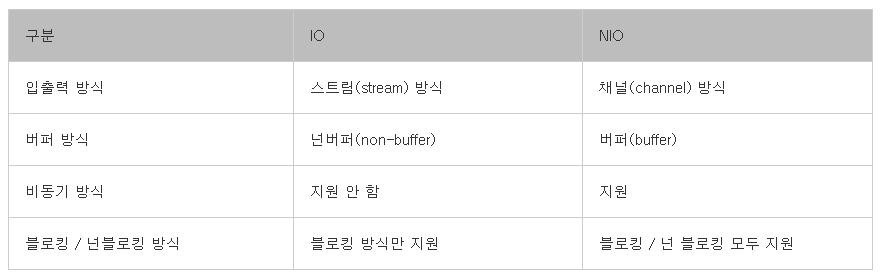 구분 IO NIO
입출력 방식 스트림(stream) 방식 채널(channel) 방식
버퍼 방식 넌버퍼(non-buffer) 버퍼(buffer)
비동기 방식 지원 안 함 지원
블로킹 / 넌블로킹 방식 블로킹 방식만 지원 블로킹 / 넌 블로킹 모두 지원